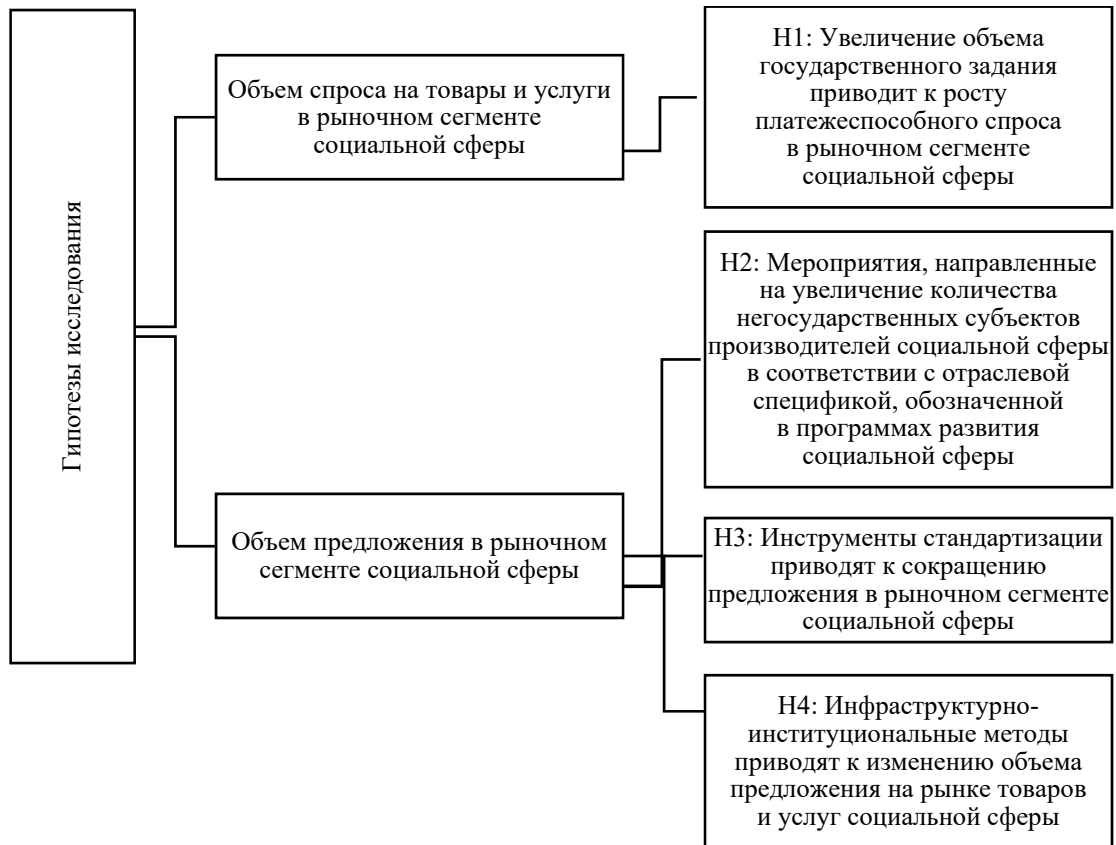 Гипотезы исследования
Объем спроса на товары и услуги
в рыночном сегменте
социальной сферы
Н1: Увеличение объема
государственного задания
приводит к росту
платежеспособного спроса
в рыночном сегменте
социальной сферы
Н2: Мероприятия, направленные
на увеличение количества
негосударственных субъектов
производителей социальной сферы
в соответствии с отраслевой
спецификой, обозначенной
в программах развития
социальной сферы
Объем предложения в рыночном
сегменте социальной сферы
Н3: Инструменты стандартизации
приводят к сокращению
предложения в рыночном сегменте
социальной сферы
Н4: Инфраструктурно-
институциональные методы
приводят к изменению объема
предложения на рынке товаров
и услуг социальной сферы